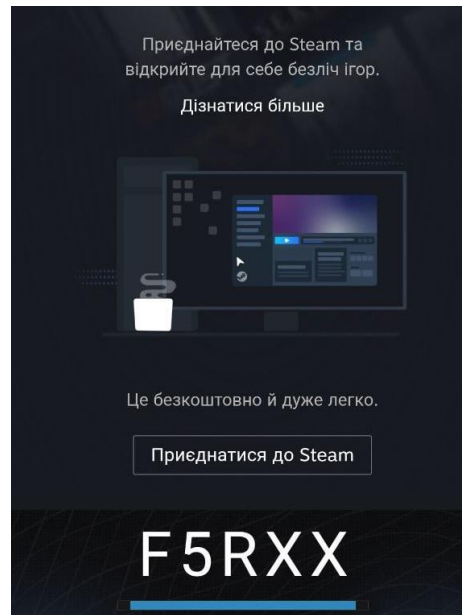 Приєднайтеся до Steam та
відкрийте для себе безліч ігор.
Дізнатися більше
Це безкоштовно й дуже легко.
Приєднатися до Steam
F5RXX